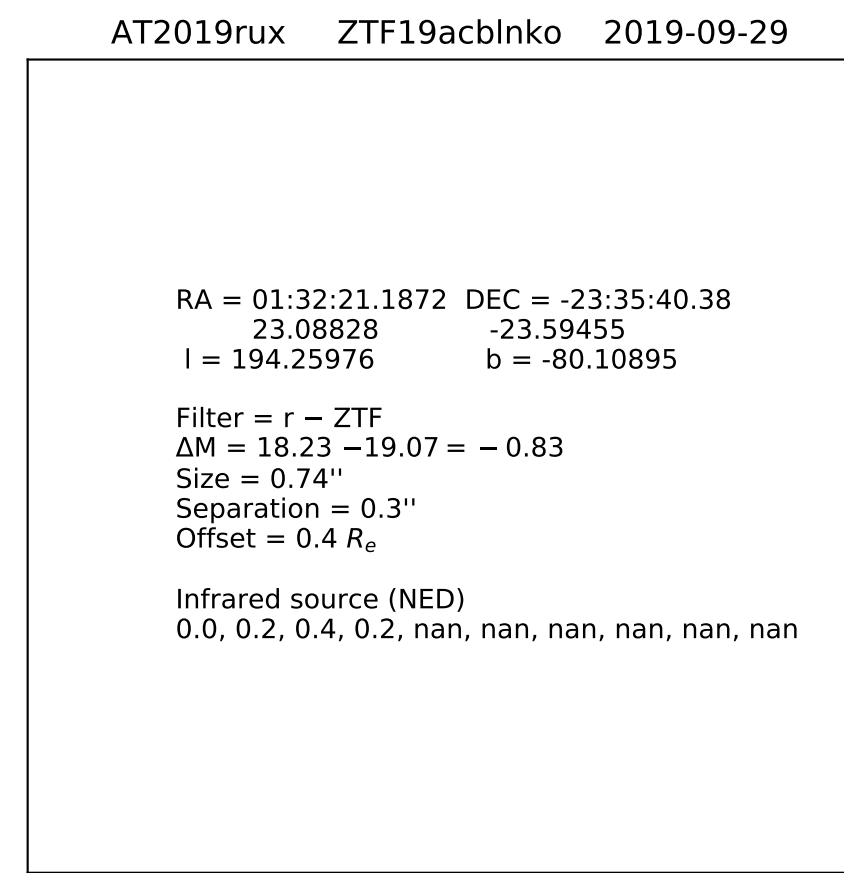 AT2019rux ZTF19acblnko 2019-09-29
RA = 01:32:21.1872 DEC = -23:35:40.38
23.08828 -23.59455
l = 194.25976 b = -80.10895
Filter = r − ZTF
ΔM = 18.23 −19.07 = − 0.83
Size = 0.74''
Separation = 0.3''
Offset = 0.4 Re
Infrared source (NED)
0.0, 0.2, 0.4, 0.2, nan, nan, nan, nan, nan, nan